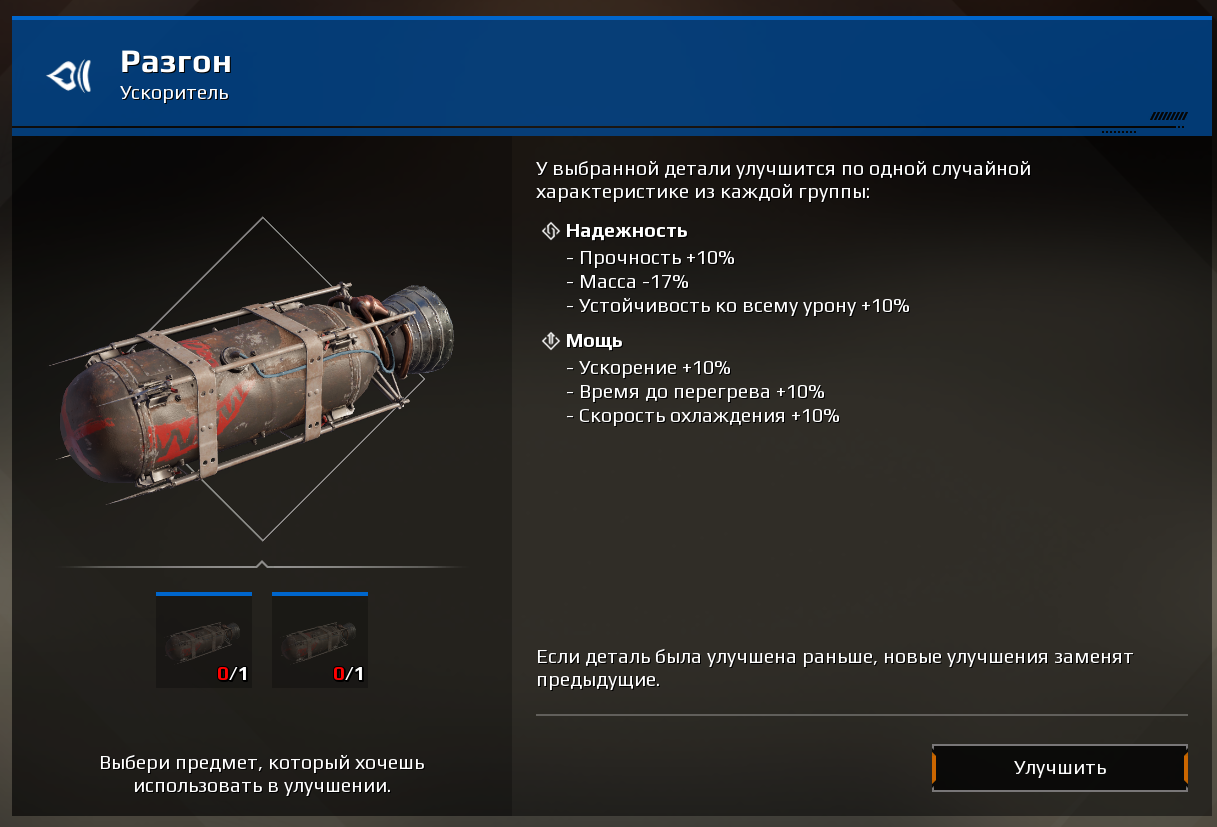 Разгон
Ускоритель
У выбранной детали улучшится по одной случайной
характеристике из каждой группы:
Надежность
- Прочность +10%
- Масса -17%
- Устойчивость ко всему урону +10%
Мощь
- Ускорение +10%
- Время до перегрева +10%
- Скорость охлаждения +10%
0/1
0/1
Если деталь была улучшена раньше, новые улучшения заменят
предыдущие.
Выбери предмет, который хочешь
использовать в улучшении.
Улучшить